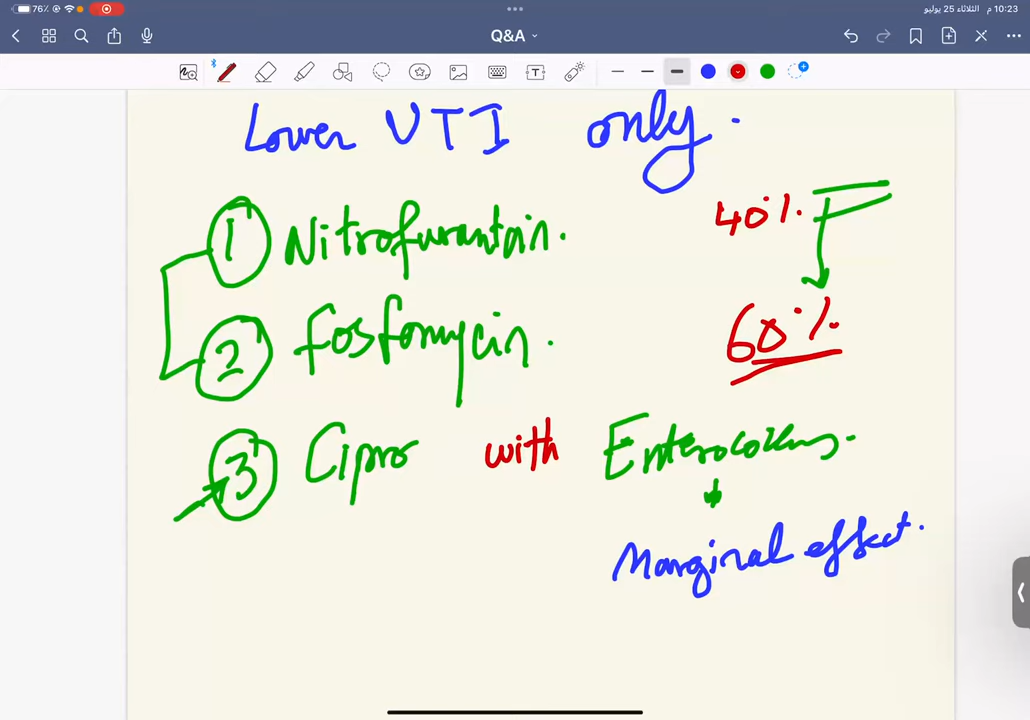 76%
10:23 م الثلاثاء 25 يوليو
Q&A
Lower UTI only.
① Nitrofurantoin.
40%.
② Fosfomycin.
60%.
③ Cipro with Enterococcus.
Marginal effect.